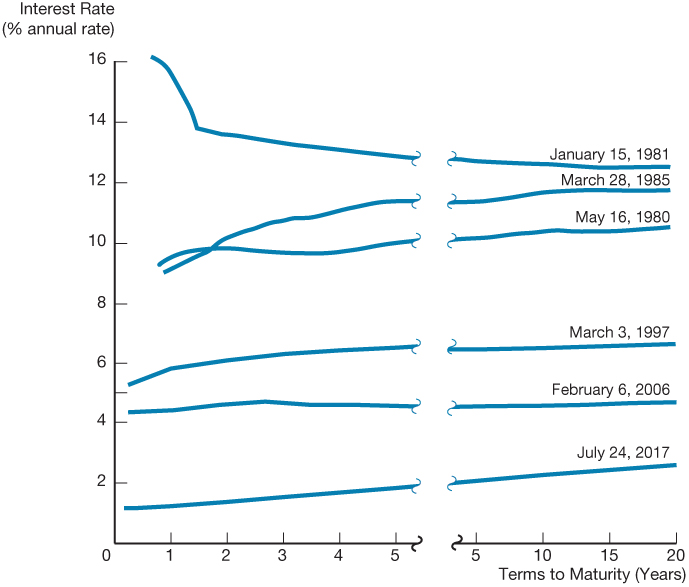 Interest Rate
(% annual rate)
16
14
January 15, 1981
12
March 28, 1985
May 16, 1980
10
8
March 3, 1997
6
February 6, 2006
4
July 24, 2017
2
0 1 2 3 4 5 5 10 15 20
Terms to Maturity (Years)